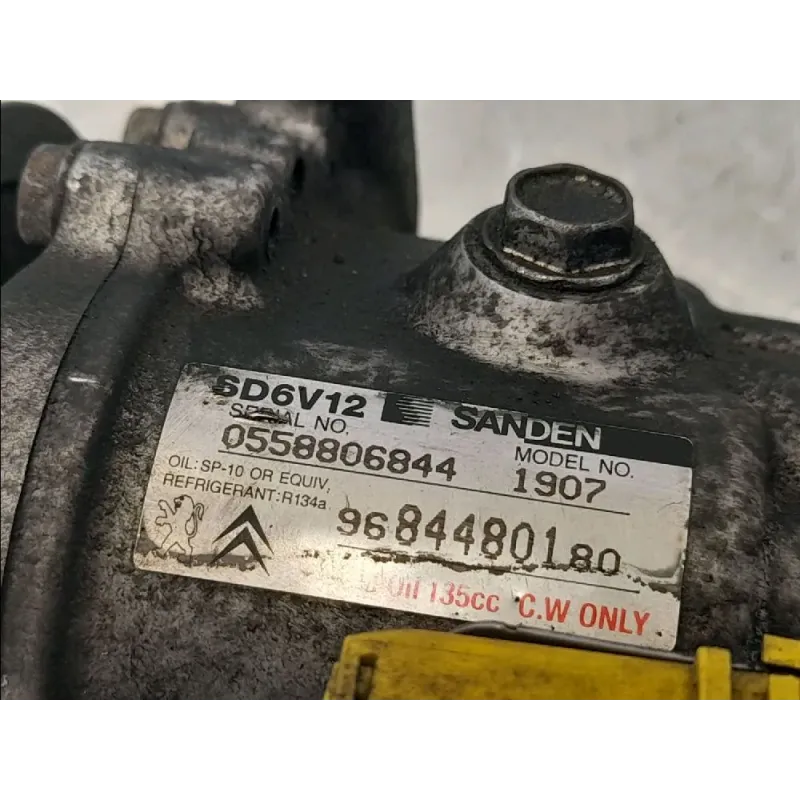 SD6V12 SANDEN
SERIAL NO. MODEL NO.
0558806844 1907
OIL: SP-10 OR EQUIV,
REFRIGERANT: R134a
9684480180
Oil 135cc C.W ONLY